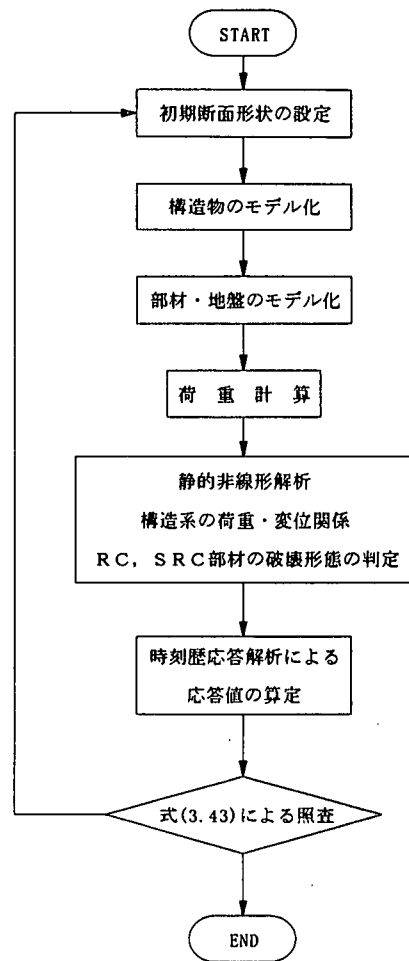 START
初期断面形状の設定
構造物のモデル化
部材・地盤のモデル化
荷 重 計 算
静的非線形解析
構造系の荷重・変位関係
RC,SRC部材の破壊形態の判定
時刻歴応答解析による
応答値の算定
式(3.43)による照査
END